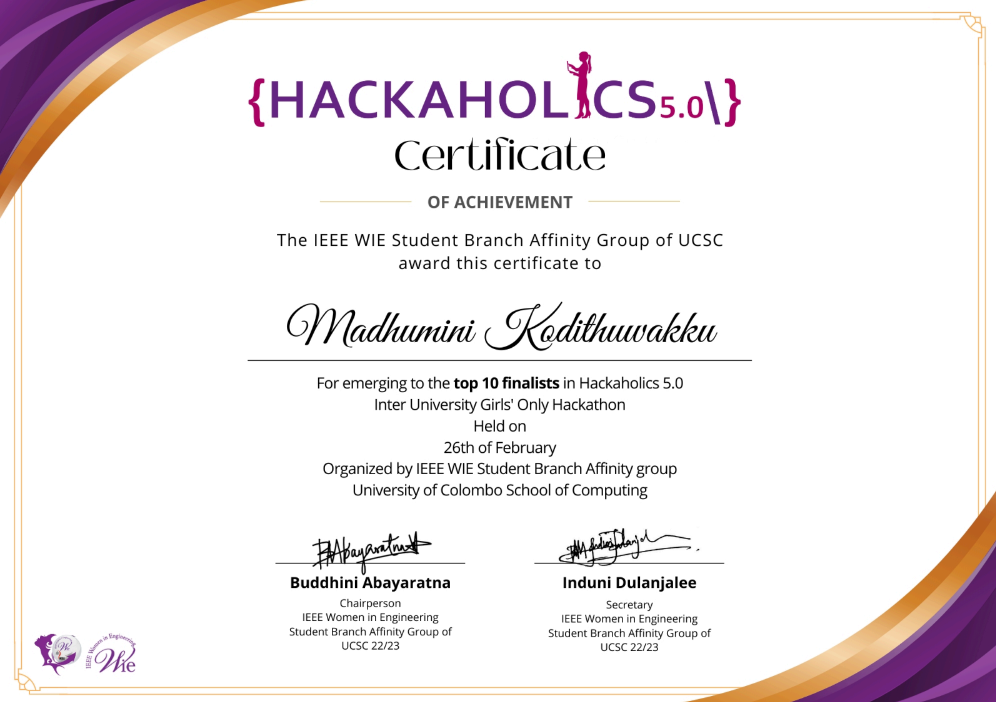 {HACKAHOLICS 5.0\}
Certificate
OF ACHIEVEMENT
The IEEE WIE Student Branch Affinity Group of UCSC
award this certificate to
Madhumini Kodithuwakku
For emerging to the top 10 finalists in Hackaholics 5.0
Inter University Girls' Only Hackathon
Held on
26th of February
Organized by IEEE WIE Student Branch Affinity group
University of Colombo School of Computing
Buddhini Abayaratna
Chairperson
IEEE Women in Engineering
Student Branch Affinity Group of
UCSC 22/23
Induni Dulanjalee
Secretary
IEEE Women in Engineering
Student Branch Affinity Group of
UCSC 22/23
IEEE Women in Engineering
Wie